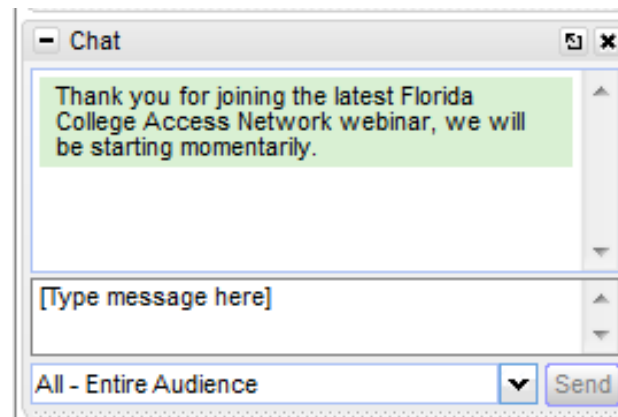 Chat
Thank you for joining the latest Florida
College Access Network webinar, we will
be starting momentarily.
[Type message here]
All - Entire Audience
Send